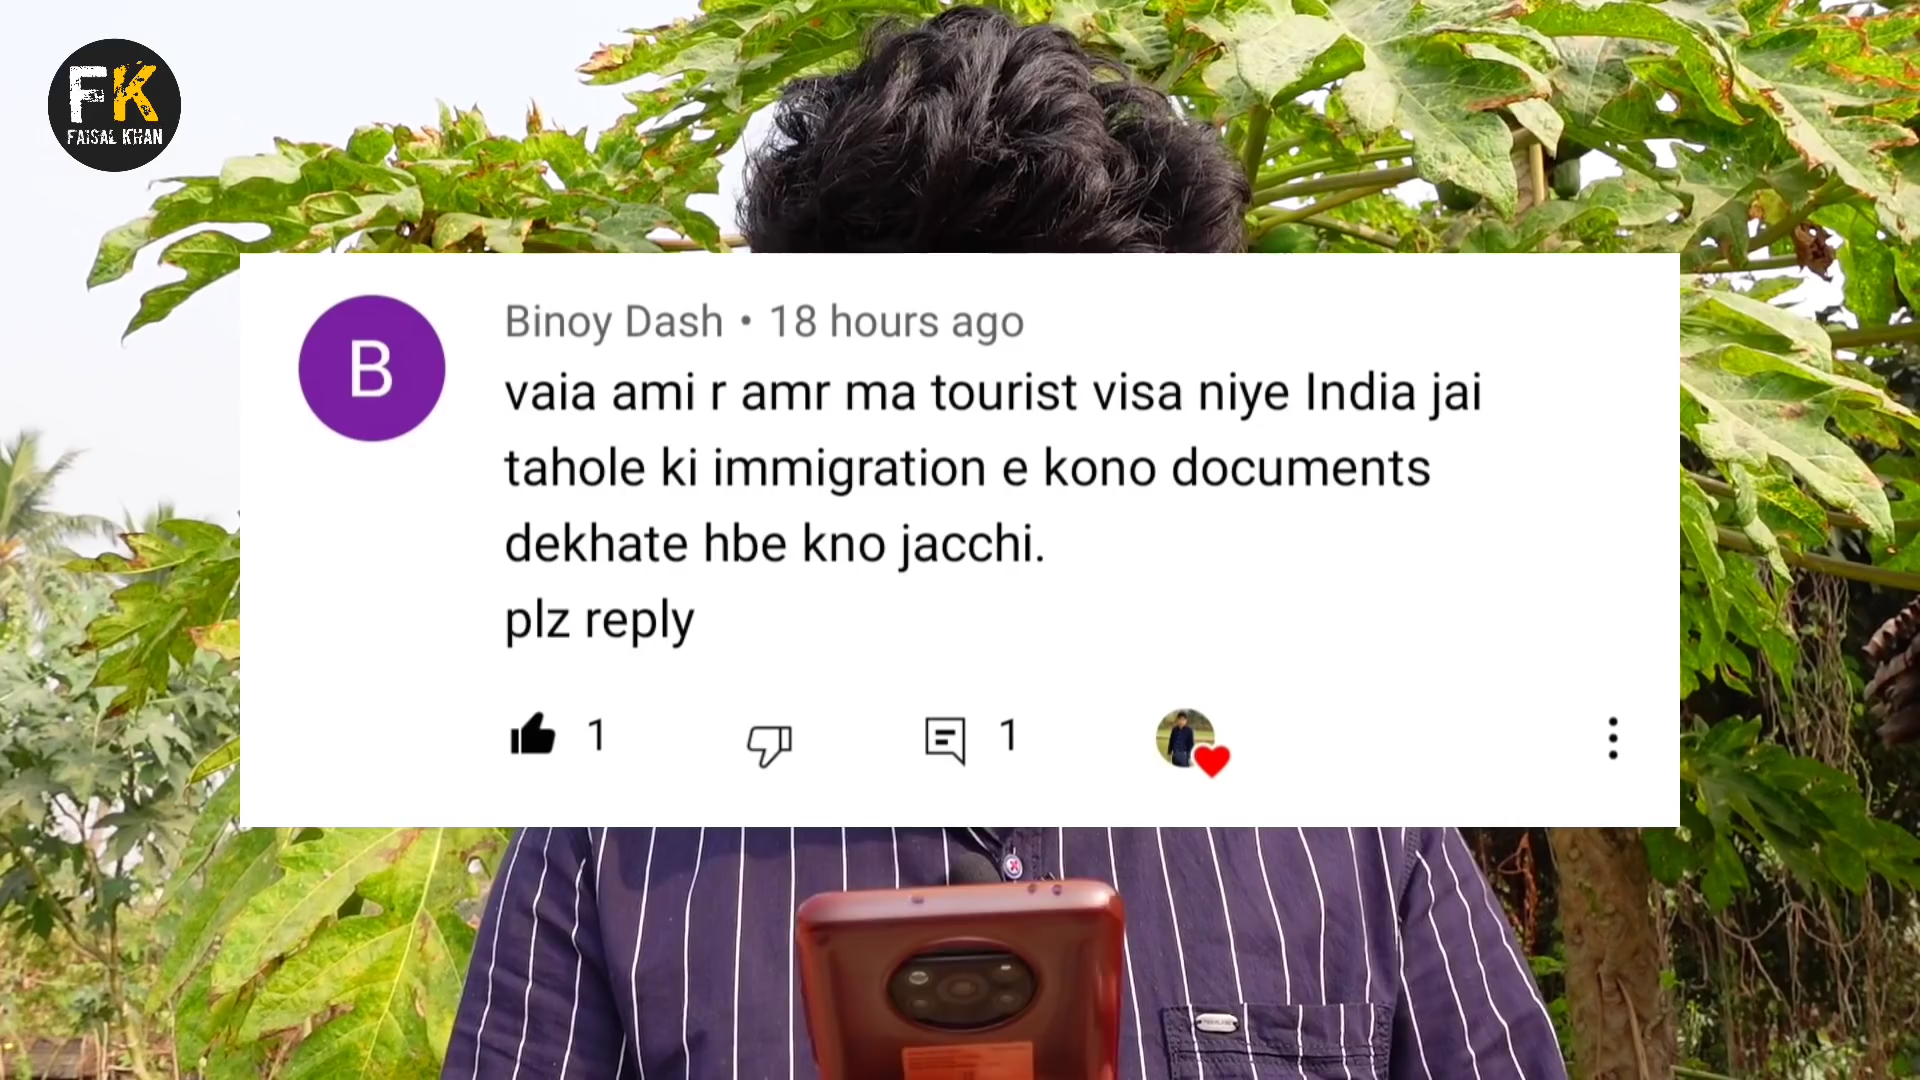 FK
FAISAL KHAN
B
Binoy Dash • 18 hours ago
vaia ami r amr ma tourist visa niye India jai
tahole ki immigration e kono documents
dekhate hbe kno jacchi.
plz reply
1
1